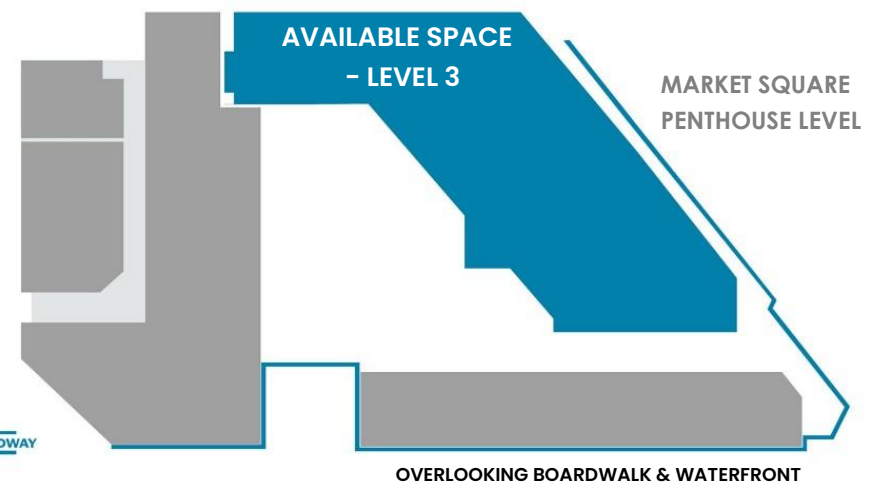 AVAILABLE SPACE
- LEVEL 3
MARKET SQUARE
PENTHOUSE LEVEL
OVERLOOKING BOARDWALK & WATERFRONT